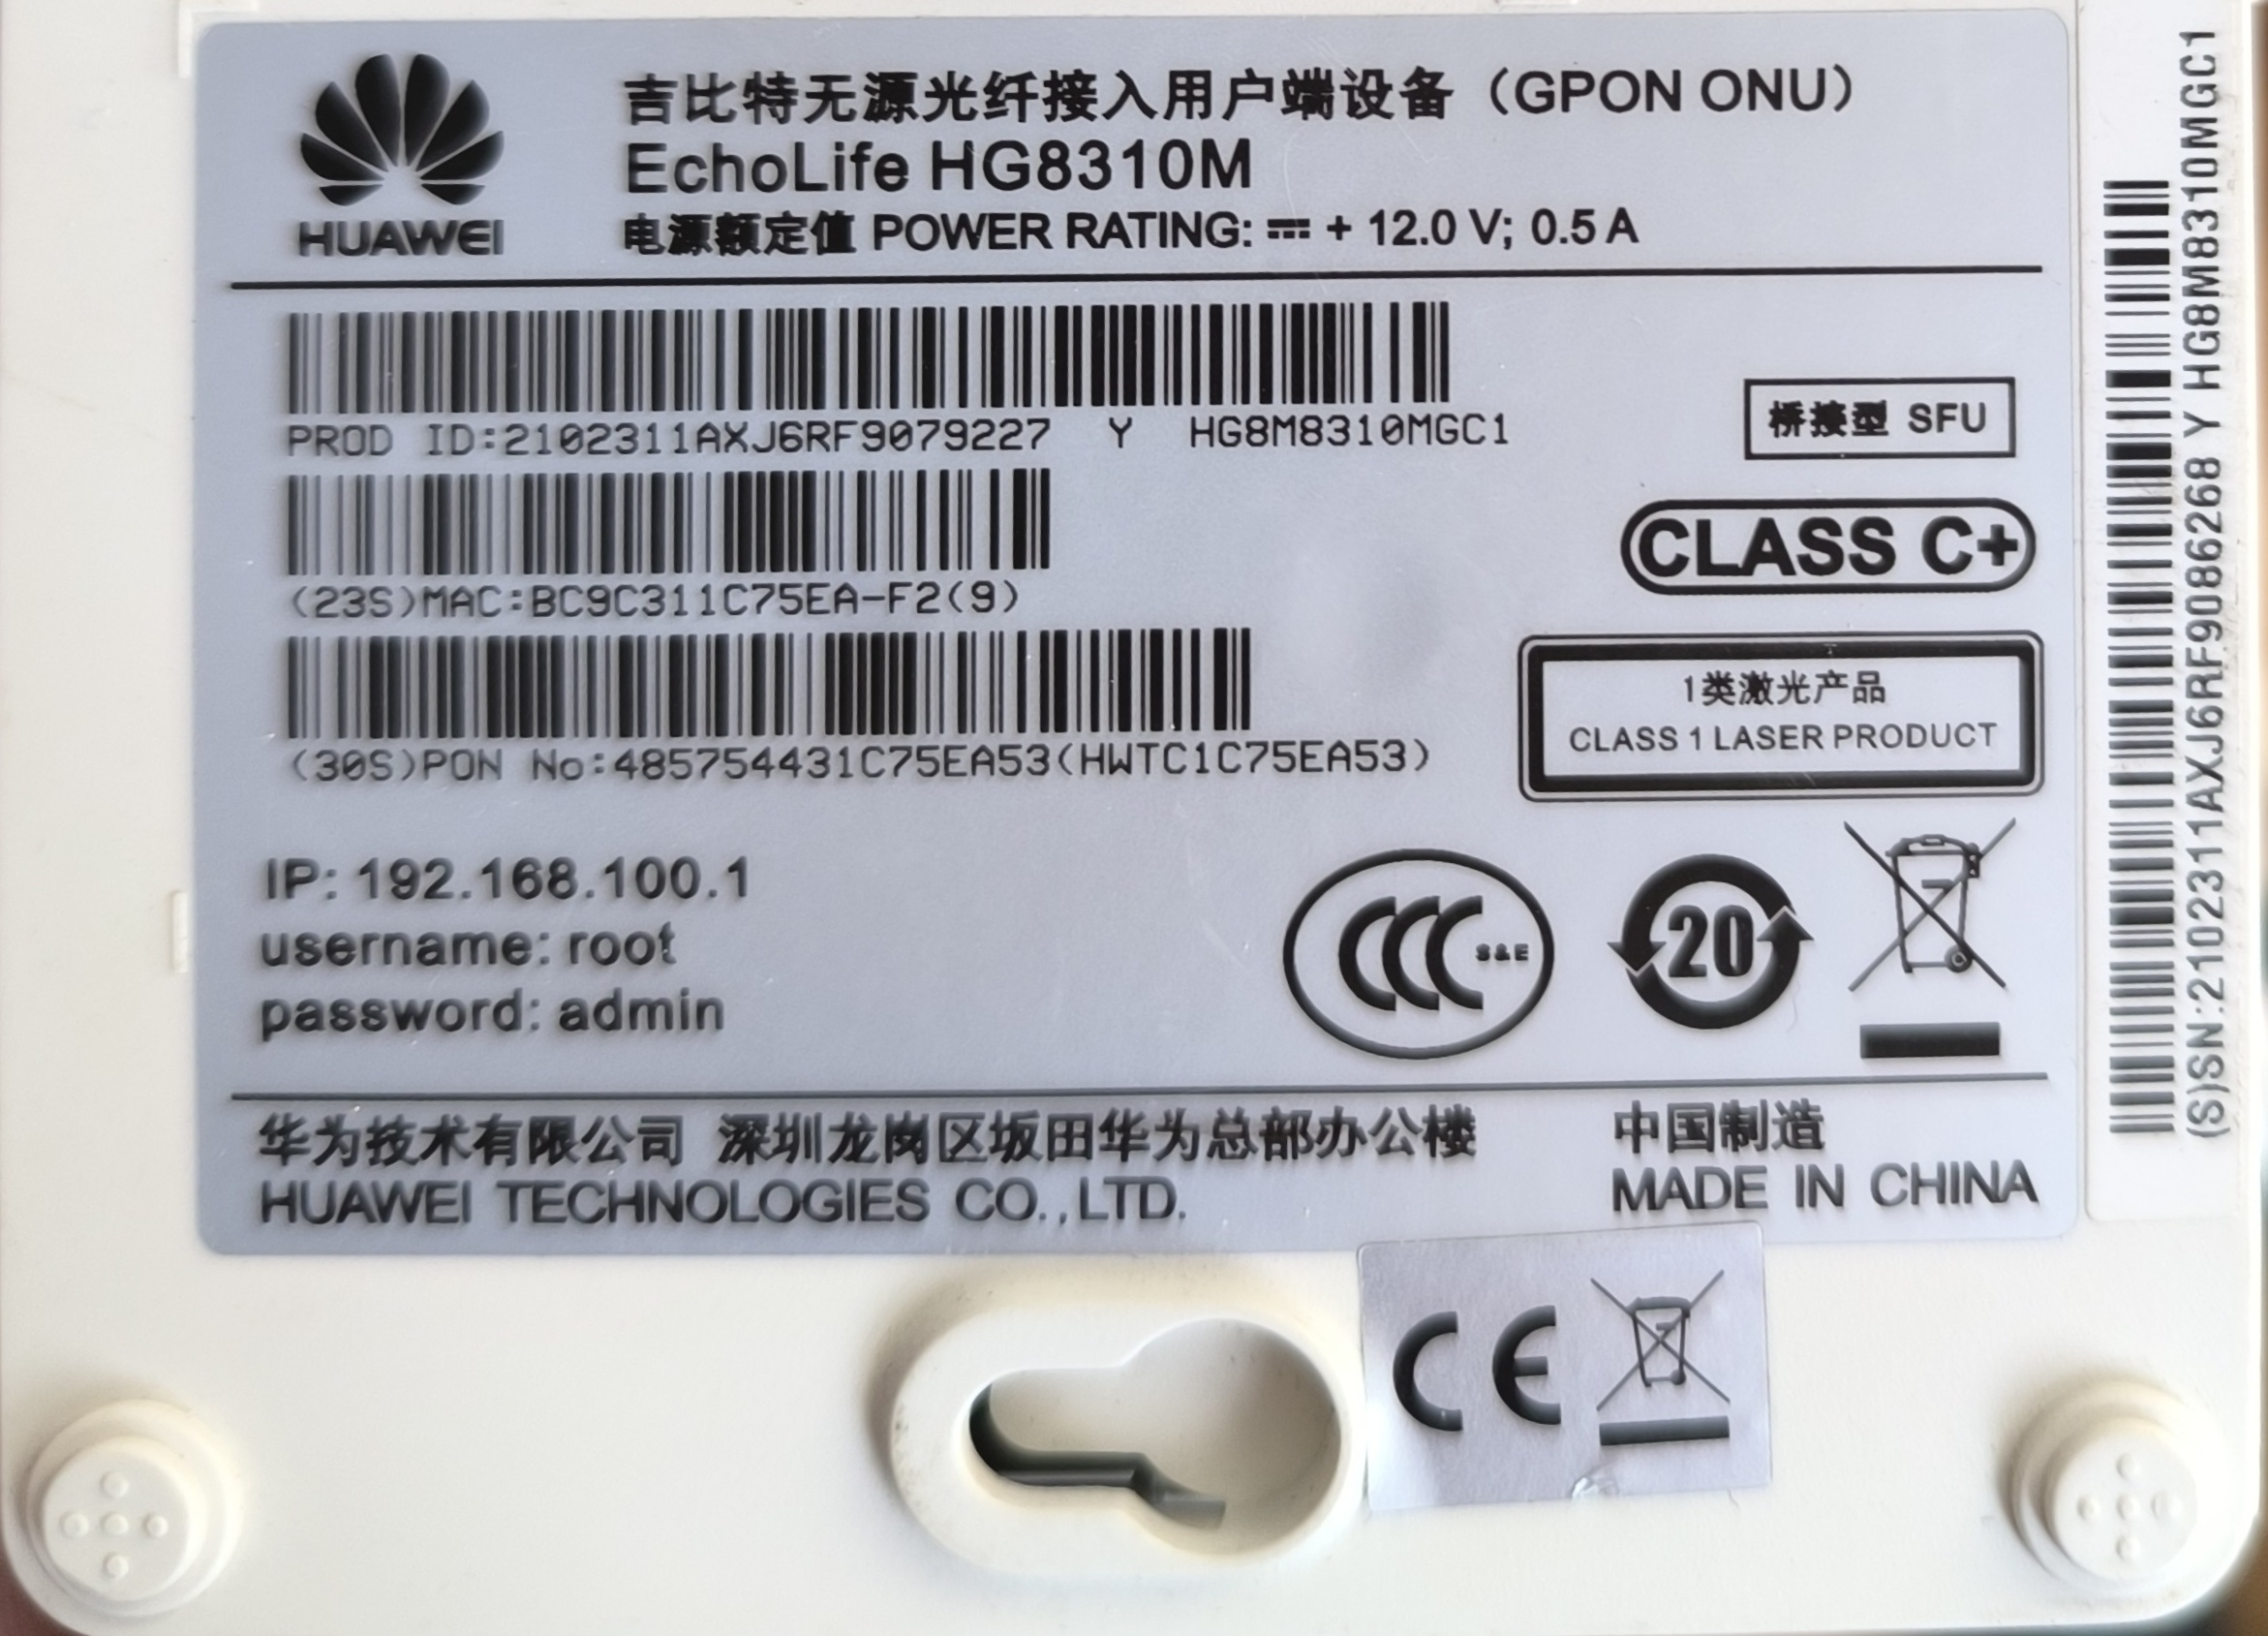 HUAWEI
吉比特无源光纤接入用户端设备（GPON ONU）
EchoLife HG8310M
电源额定值 POWER RATING: ⎓ + 12.0 V; 0.5 A
PROD ID:2102311AXJ6RF9079227 Y HG8M8310MGC1
(23S)MAC:BC9C311C75EA-F2(9)
(30S)PON No:485754431C75EA53(HWTC1C75EA53)
桥接型 SFU
CLASS C+
1类激光产品
CLASS 1 LASER PRODUCT
IP: 192.168.100.1
username: root
password: admin
CCC S&E
20
华为技术有限公司 深圳龙岗区坂田华为总部办公楼
HUAWEI TECHNOLOGIES CO.,LTD.
中国制造
MADE IN CHINA
CE
(S)SN:2102311AXJ6RF9086268 Y HG8M8310MGC1